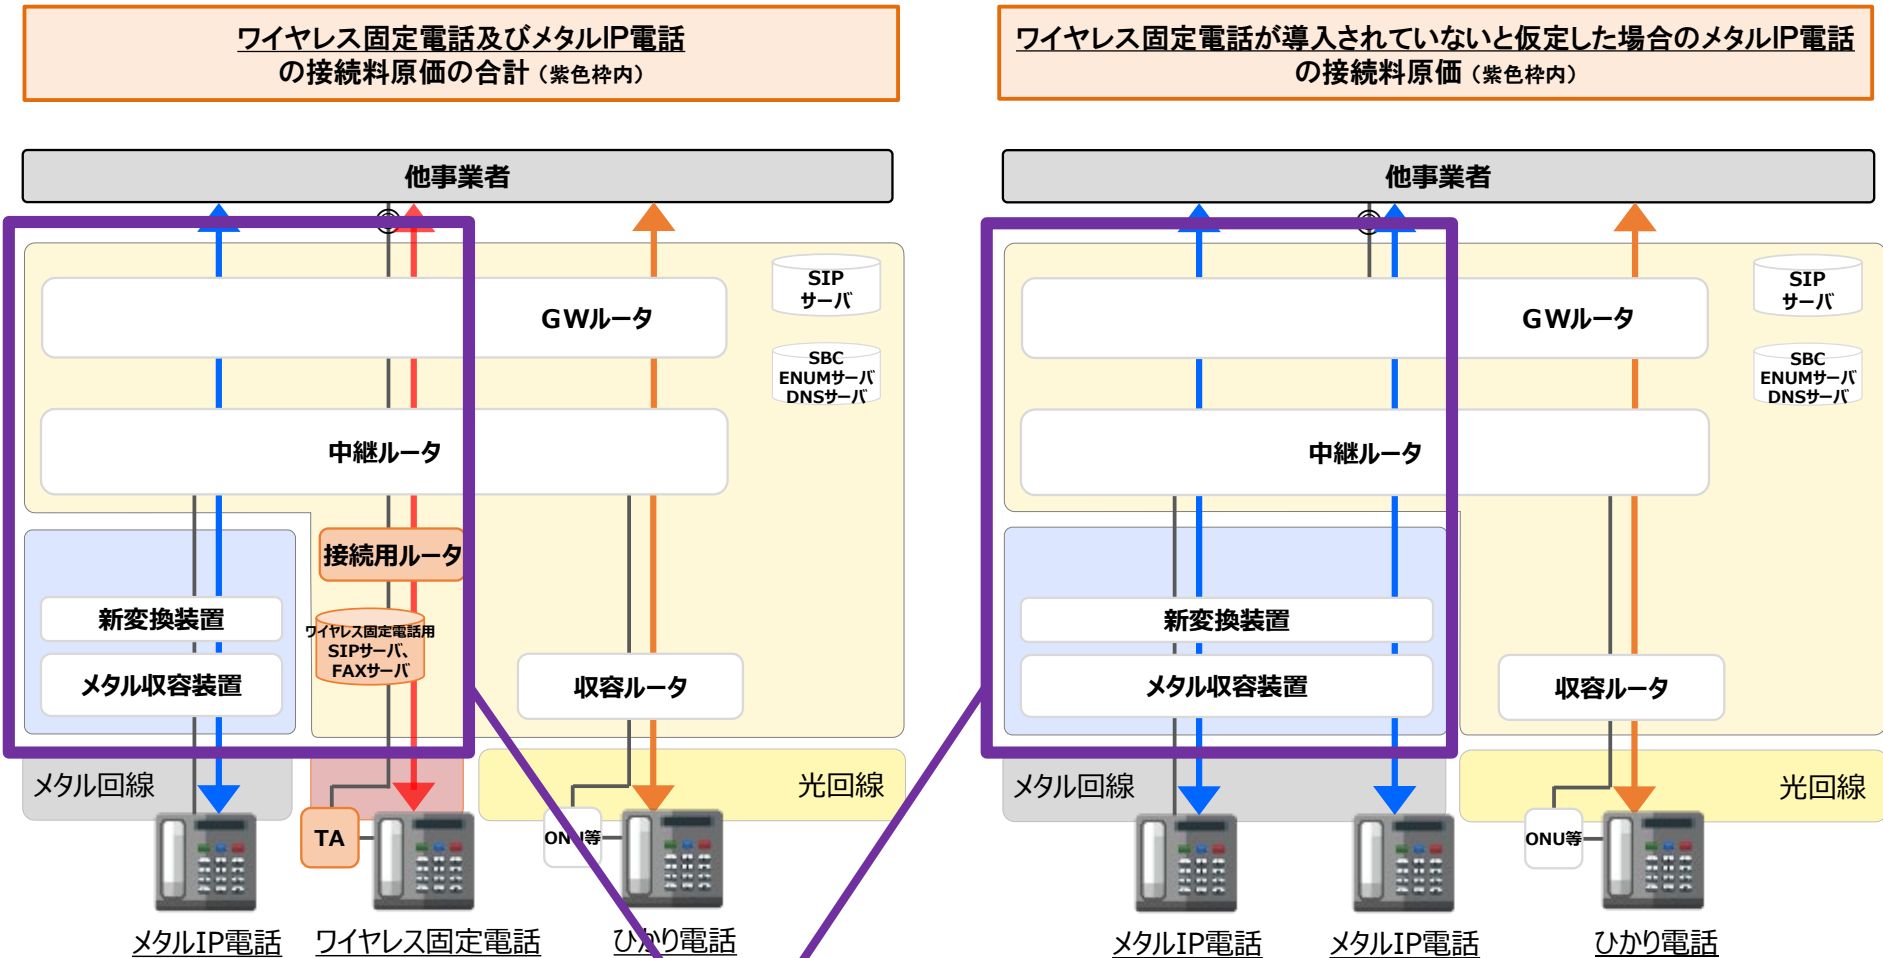 ワイヤレス固定電話及びメタルIP電話
の接続料原価の合計（紫色枠内）
他事業者
GWルータ
SIP
サーバ
SBC
ENUMサーバ
DNSサーバ
中継ルータ
接続用ルータ
新変換装置
ワイヤレス固定電話用
SIPサーバ、
FAXサーバ
メタル収容装置
収容ルータ
メタル回線
光回線
TA
ONU等
メタルIP電話
ワイヤレス固定電話
ひかり電話
ワイヤレス固定電話が導入されていないと仮定した場合のメタルIP電話
の接続料原価（紫色枠内）
他事業者
GWルータ
SIP
サーバ
SBC
ENUMサーバ
DNSサーバ
中継ルータ
新変換装置
メタル収容装置
収容ルータ
メタル回線
光回線
ONU等
メタルIP電話
メタルIP電話
ひかり電話